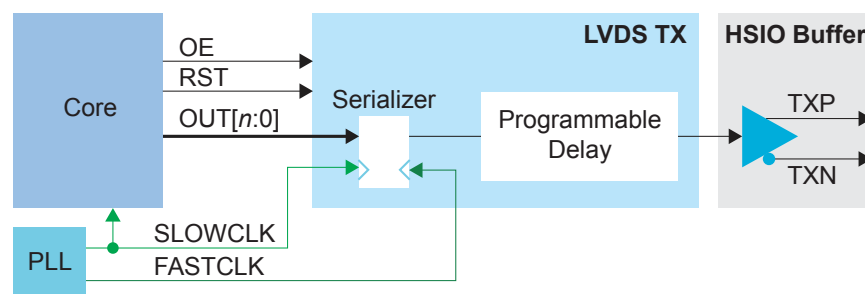 LVDS TX
HSIO Buffer
OE
RST
Core
Serializer
OUT[n:0]
Programmable
Delay
TXP
TXN
SLOWCLK
PLL
FASTCLK